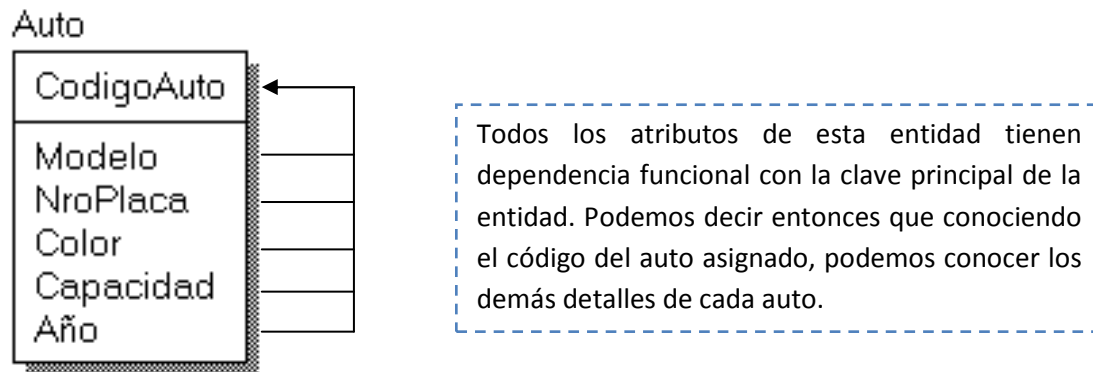 Auto
CodigoAuto
Modelo
NroPlaca
Color
Capacidad
Año
Todos los atributos de esta entidad tienen
dependencia funcional con la clave principal de la
entidad. Podemos decir entonces que conociendo
el código del auto asignado, podemos conocer los
demás detalles de cada auto.